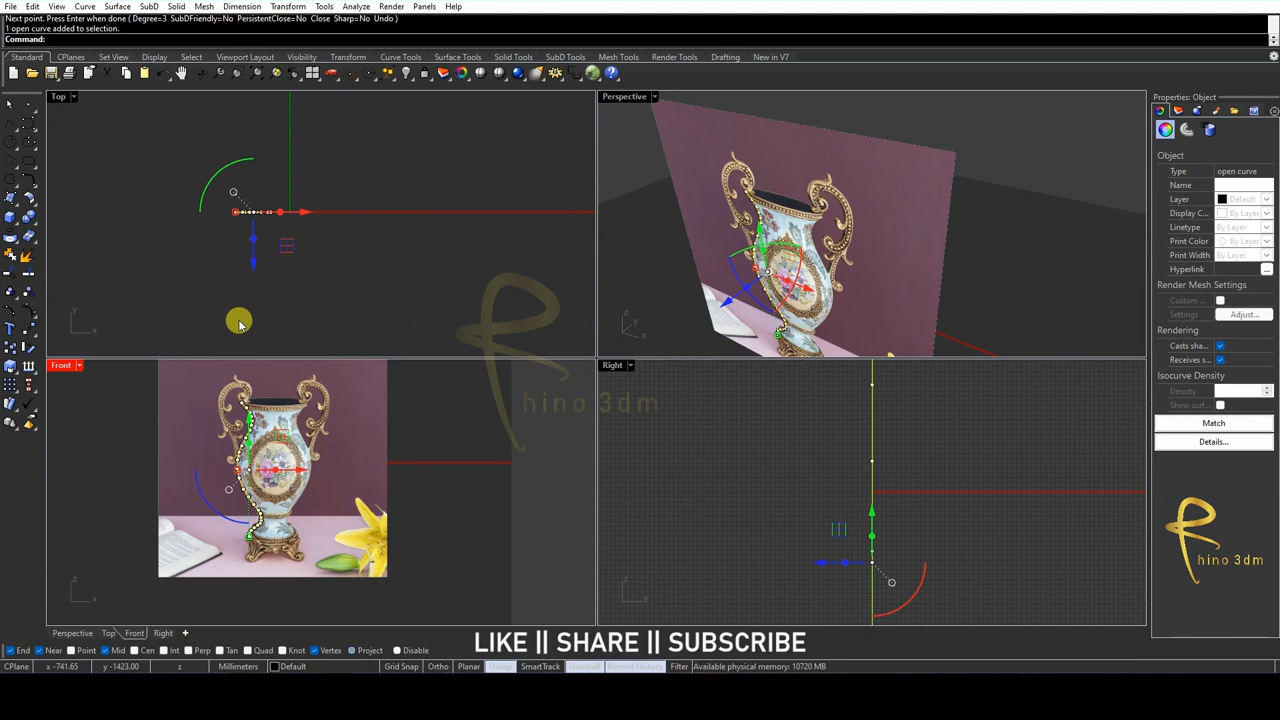 Next point. Press Enter when done ( Degree=3 SubDFriendly=No PersistentClose=No Close Sharp=No Undo )
1 open curve added to selection.
Command:
File Edit View Curve Surface SubD Solid Mesh Dimension Transform Tools Analyze Render Panels Help
Standard CPlanes Set View Display Select Viewport Layout Visibility Transform Curve Tools Surface Tools Solid Tools SubD Tools Mesh Tools Render Tools Drafting New in V7
Top
Perspective
Properties: Object
Object
Type open curve
Name
Layer Default
Display C... By Layer
Linetype By Layer
Print Color By Layer
Print Width By Layer
Hyperlink ...
Render Mesh Settings
Custom ...
Settings Adjust...
Rendering
Casts sha...
Receives s...
Isocurve Density
Density
Show surf...
Match
Details...
y x
z y x
Front
Right
hino 3dm
hino 3dm
z x
z y
Perspective Top Front Right
LIKE || SHARE || SUBSCRIBE
End Near Point Mid Cen Int Perp Tan Quad Knot Vertex Project Disable
CPlane x -741.65 y -1423.00 z Millimeters Default Grid Snap Ortho Planar Osnap SmartTrack Gumball Record History Filter Available physical memory: 10720 MB